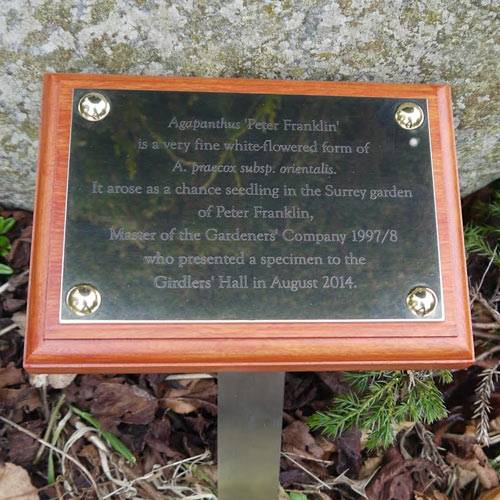 Agapanthus 'Peter Franklin'
is a very fine white-flowered form of
A. praecox subsp. orientalis.
It arose as a chance seedling in the Surrey garden
of Peter Franklin,
Master of the Gardeners' Company 1997/8
who presented a specimen to the
Girdlers' Hall in August 2014.